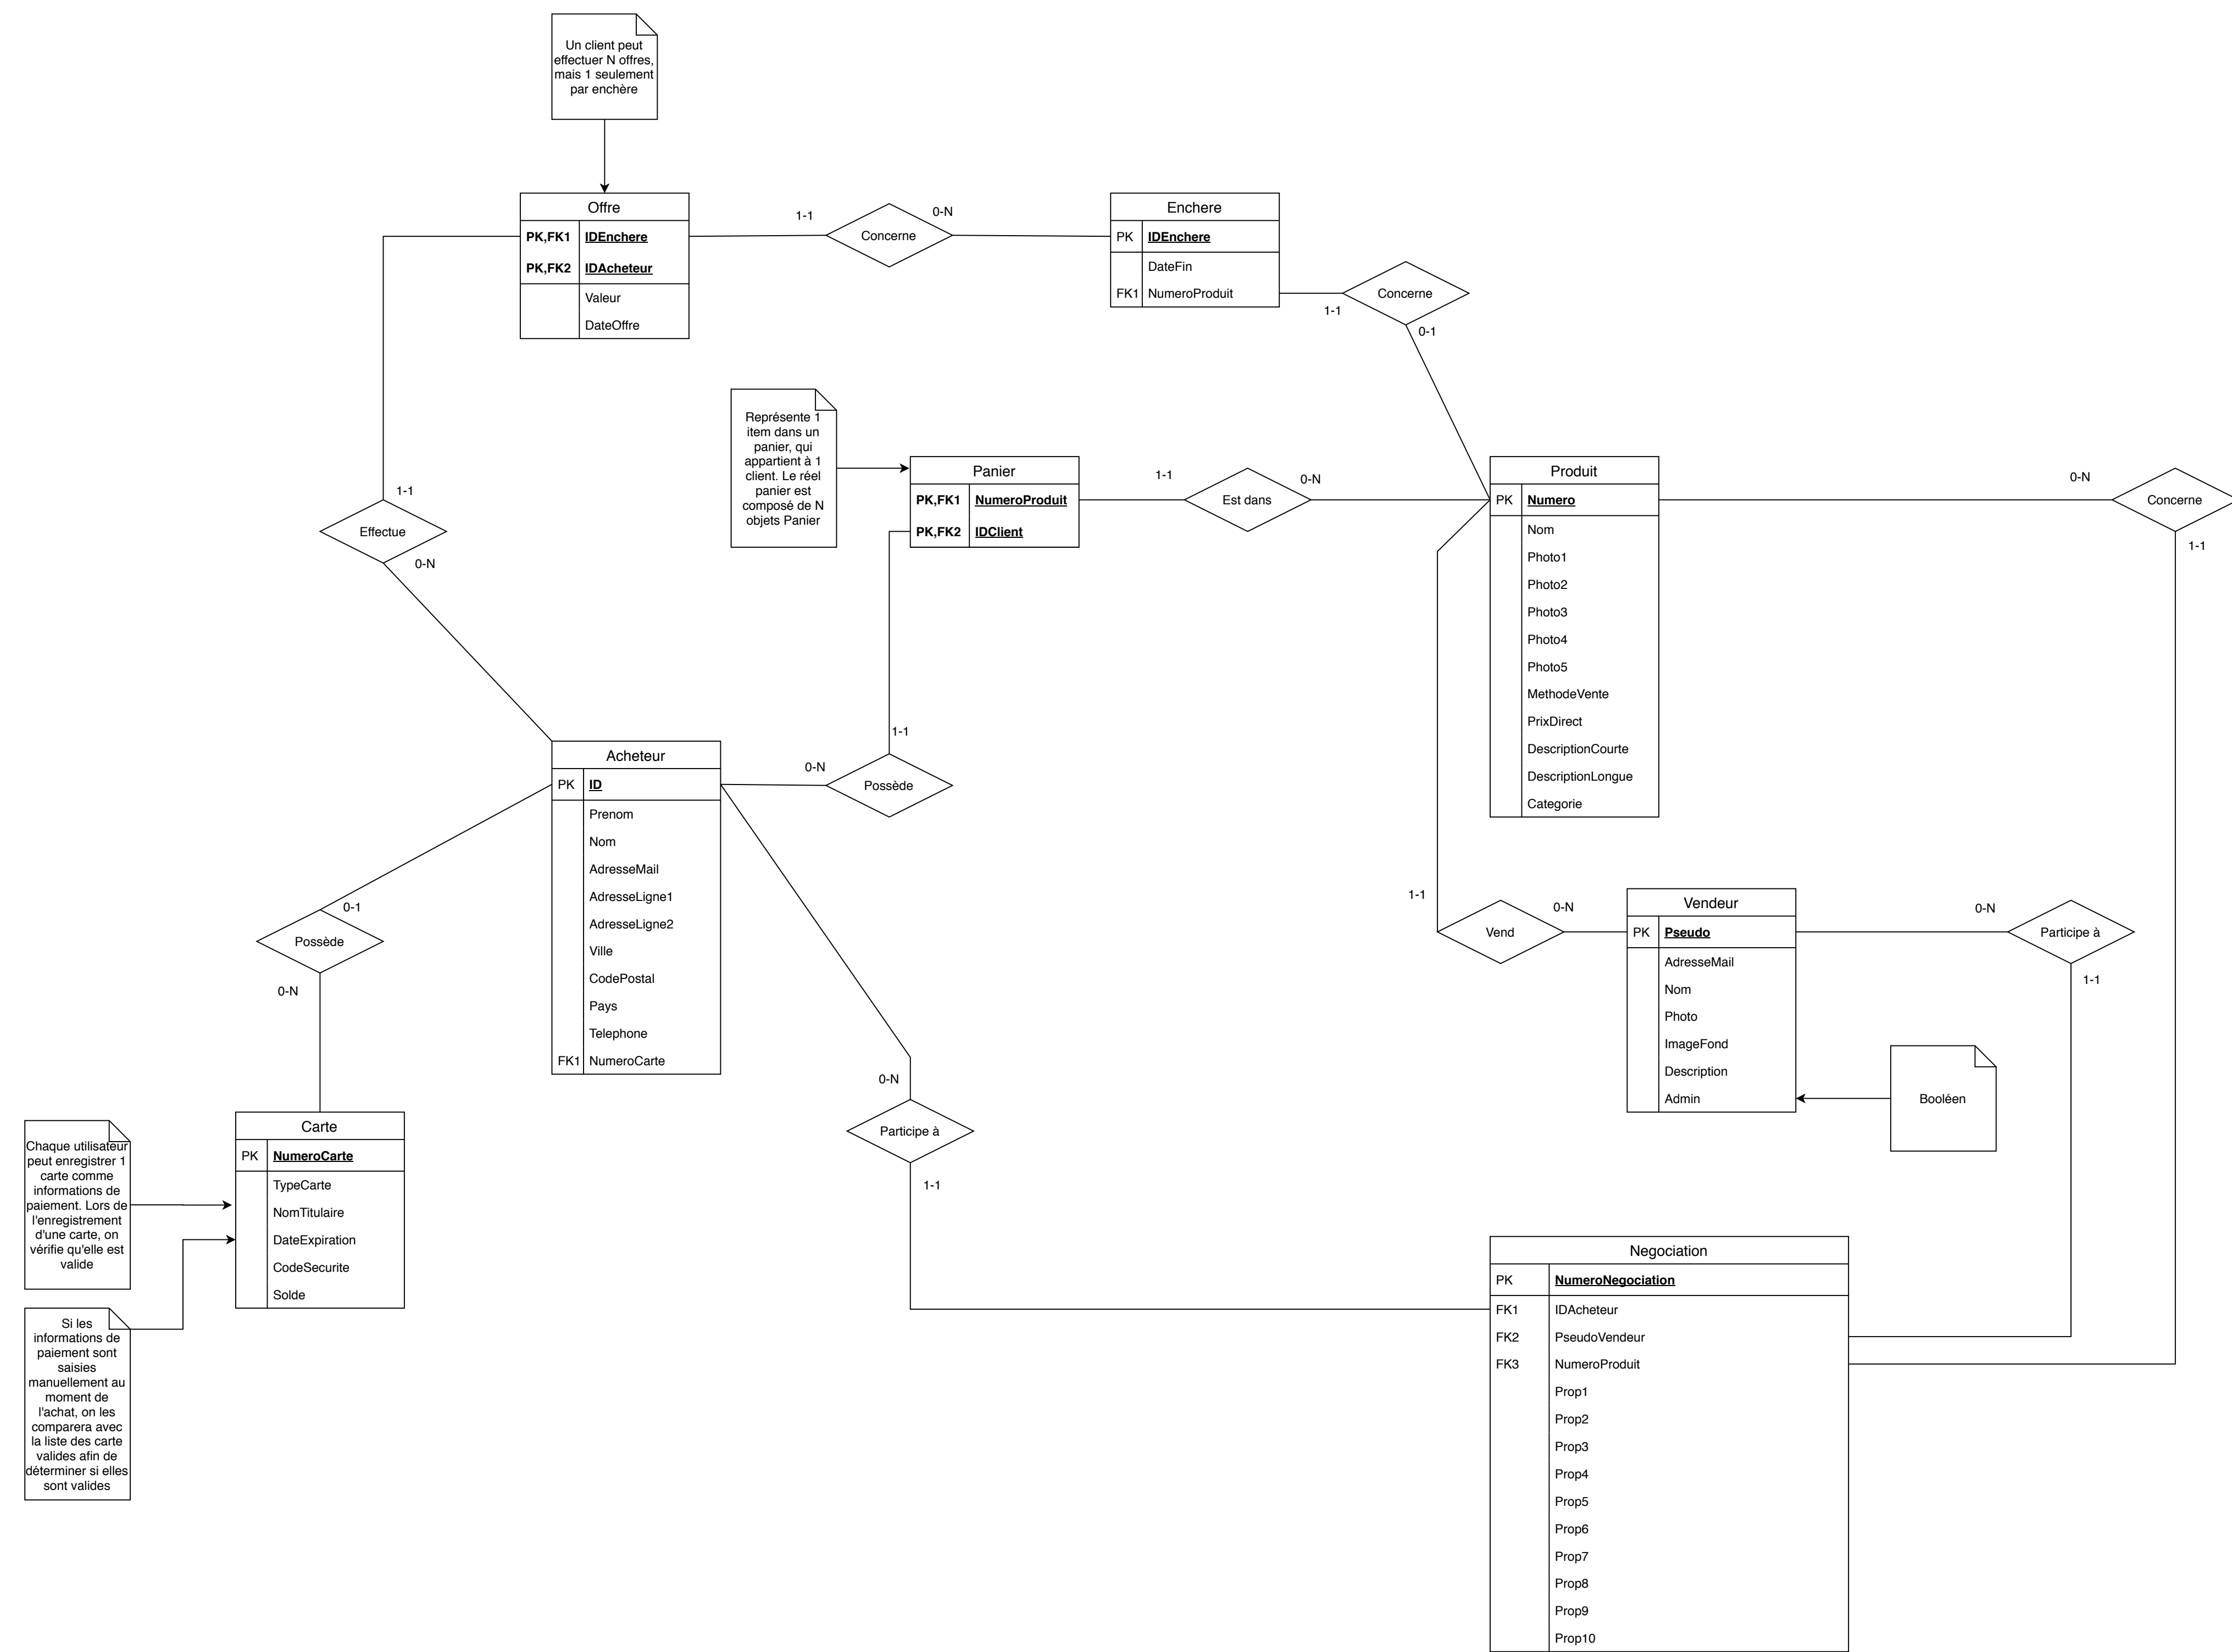 Un client peut
effectuer N offres,
mais 1 seulement
par enchère
Offre
PK,FK1 IDEnchere
PK,FK2 IDAcheteur
Valeur
DateOffre
1-1
Concerne
0-N
Enchere
PK IDEnchere
DateFin
FK1 NumeroProduit
1-1
Concerne
0-1
Représente 1
item dans un
panier, qui
appartient à 1
client. Le réel
panier est
composé de N
objets Panier
Panier
PK,FK1 NumeroProduit
PK,FK2 IDClient
1-1
Est dans
0-N
Produit
PK Numero
Nom
Photo1
Photo2
Photo3
Photo4
Photo5
MethodeVente
PrixDirect
DescriptionCourte
DescriptionLongue
Categorie
0-N
Concerne
1-1
1-1
Effectue
0-N
Acheteur
PK ID
Prenom
Nom
AdresseMail
AdresseLigne1
AdresseLigne2
Ville
CodePostal
Pays
Telephone
FK1 NumeroCarte
1-1
0-N
Possède
0-1
Possède
0-N
1-1
Vend
0-N
Vendeur
PK Pseudo
AdresseMail
Nom
Photo
ImageFond
Description
Admin
0-N
Participe à
1-1
Booléen
0-N
Participe à
1-1
Chaque utilisateur
peut enregistrer 1
carte comme
informations de
paiement. Lors de
l'enregistrement
d'une carte, on
vérifie qu'elle est
valide
Carte
PK NumeroCarte
TypeCarte
NomTitulaire
DateExpiration
CodeSecurite
Solde
Si les
informations de
paiement sont
saisies
manuellement au
moment de
l'achat, on les
comparera avec
la liste des carte
valides afin de
déterminer si elles
sont valides
Negociation
PK NumeroNegociation
FK1 IDAcheteur
FK2 PseudoVendeur
FK3 NumeroProduit
Prop1
Prop2
Prop3
Prop4
Prop5
Prop6
Prop7
Prop8
Prop9
Prop10